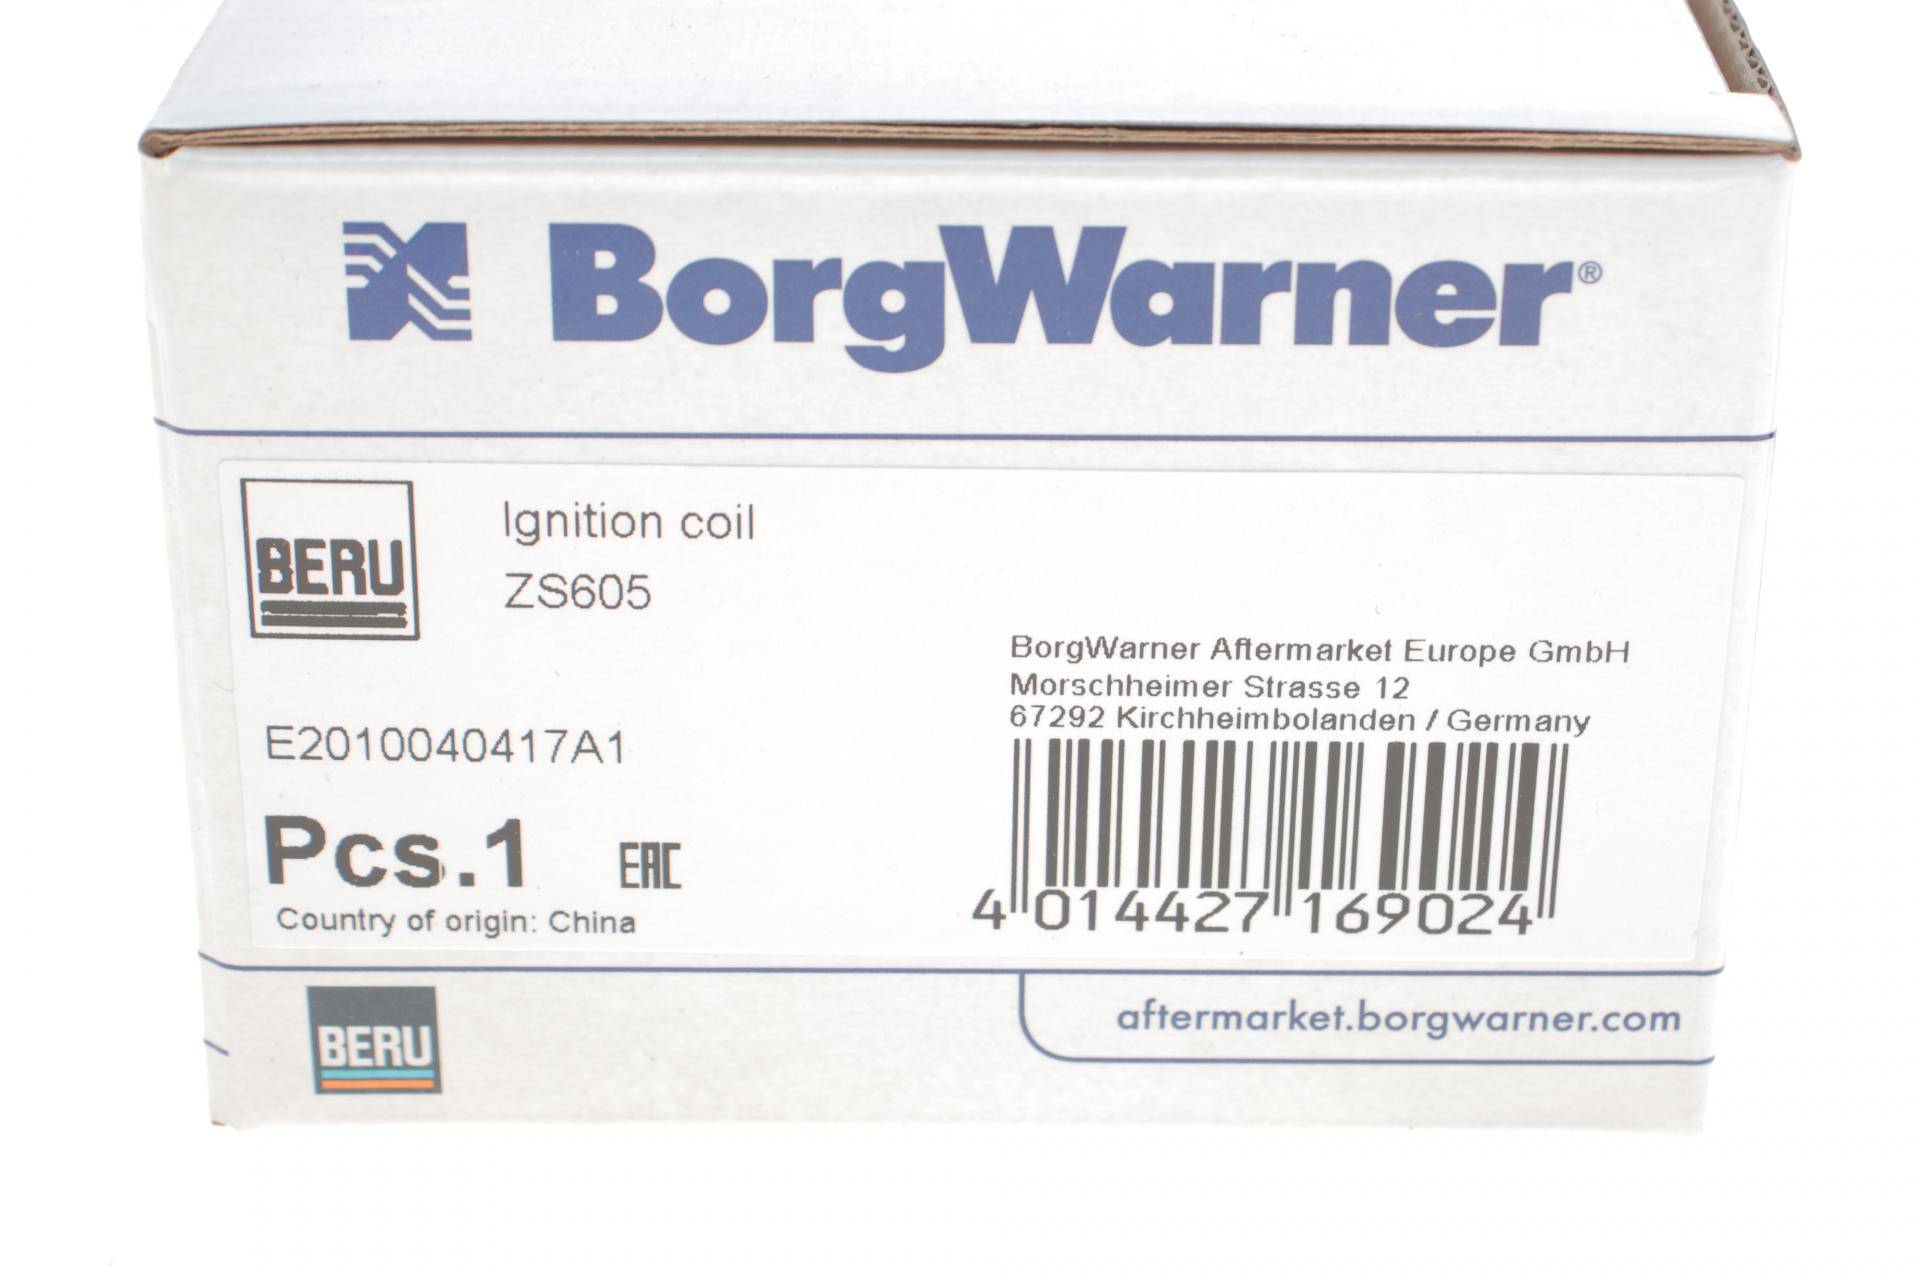 BorgWarner®
BERU
Ignition coil
ZS605
BorgWarner Aftermarket Europe GmbH
Morschheimer Strasse 12
67292 Kirchheimbolanden / Germany
E2010040417A1
Pcs.1
EAC
Country of origin: China
4 014427 169024
BERU
aftermarket.borgwarner.com